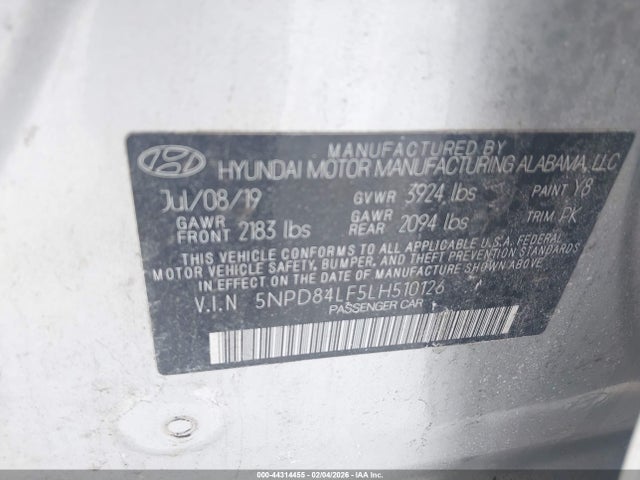 MANUFACTURED BY
HYUNDAI MOTOR MANUFACTURING ALABAMA, LLC
Jul/08/19 GVWR 3924 lbs PAINT Y8
GAWR FRONT 2183 lbs GAWR REAR 2094 lbs TRIM PK
THIS VEHICLE CONFORMS TO ALL APPLICABLE U.S.A. FEDERAL
MOTOR VEHICLE SAFETY, BUMPER, AND THEFT PREVENTION STANDARDS
IN EFFECT ON THE DATE OF MANUFACTURE SHOWN ABOVE.
V.I.N 5NPD84LF5LH510126
PASSENGER CAR
000-44314455 - 02/04/2026 - COPART